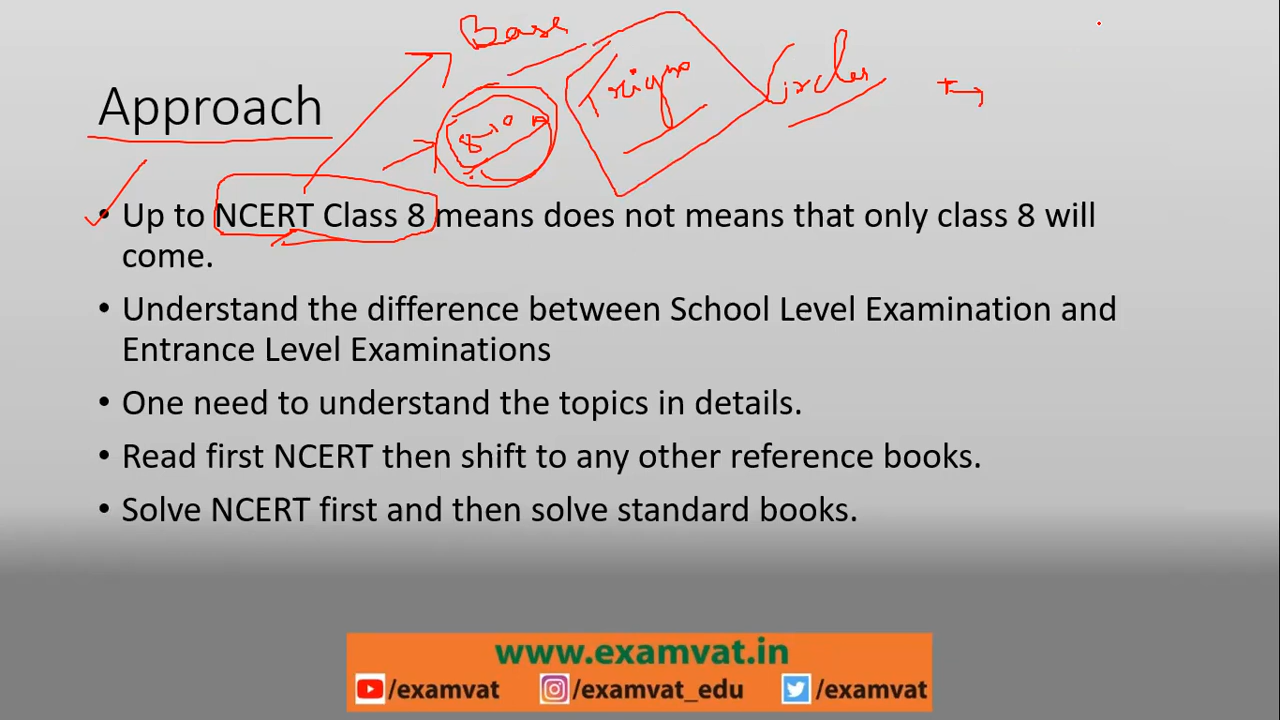 Base
Trigno
Circles
Approach
• Up to NCERT Class 8 means does not means that only class 8 will
come.
• Understand the difference between School Level Examination and
Entrance Level Examinations
• One need to understand the topics in details.
• Read first NCERT then shift to any other reference books.
• Solve NCERT first and then solve standard books.
www.examvat.in
/examvat /examvat_edu /examvat